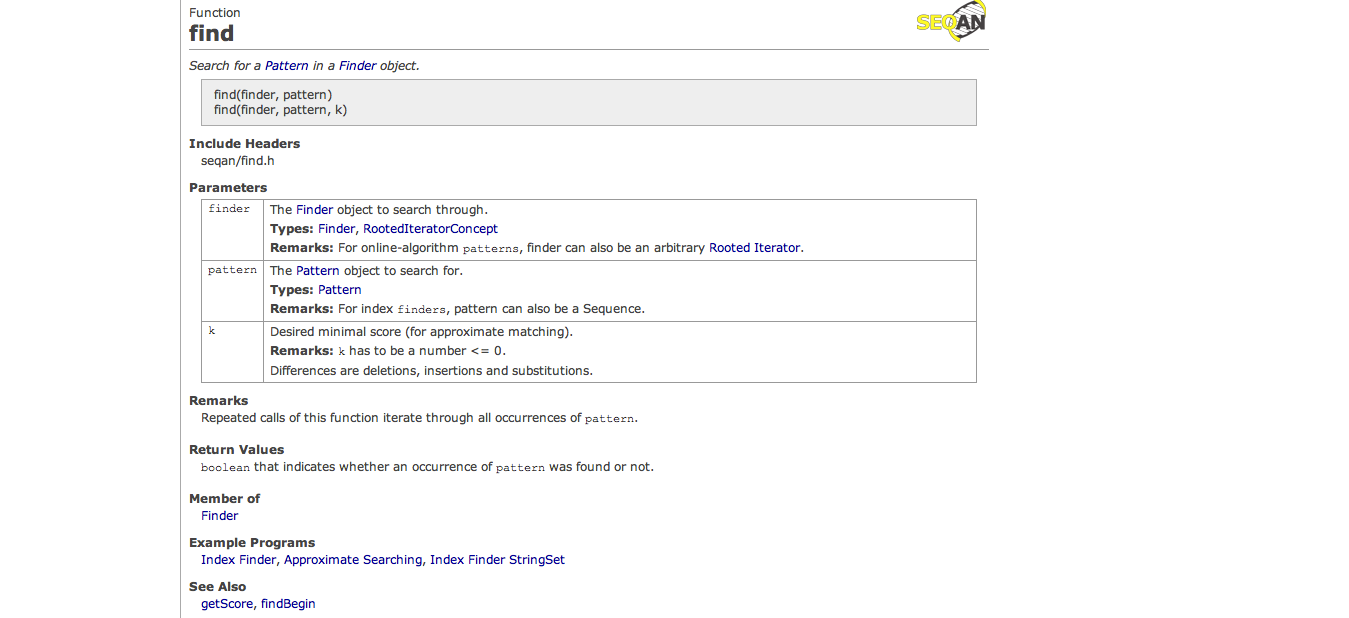 Function
find
SEQAN
Search for a Pattern in a Finder object.
find(finder, pattern)
find(finder, pattern, k)
Include Headers
seqan/find.h
Parameters
finder
The Finder object to search through.
Types: Finder, RootedIteratorConcept
Remarks: For online-algorithm patterns, finder can also be an arbitrary Rooted Iterator.
pattern
The Pattern object to search for.
Types: Pattern
Remarks: For index finders, pattern can also be a Sequence.
k
Desired minimal score (for approximate matching).
Remarks: k has to be a number <= 0.
Differences are deletions, insertions and substitutions.
Remarks
Repeated calls of this function iterate through all occurrences of pattern.
Return Values
boolean that indicates whether an occurrence of pattern was found or not.
Member of
Finder
Example Programs
Index Finder, Approximate Searching, Index Finder StringSet
See Also
getScore, findBegin